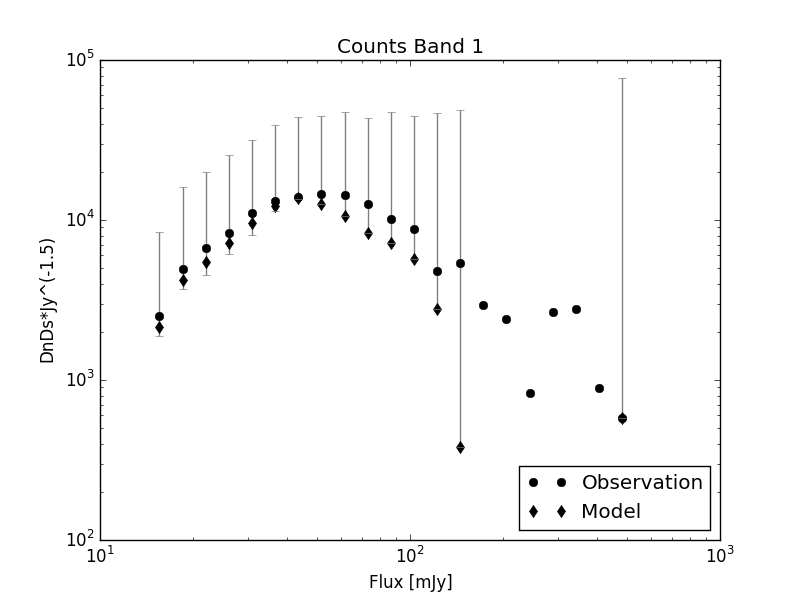 Counts Band 1
10^5
10^4
10^3
10^2
DnDs*Jy^(-1.5)
10^1
10^2
10^3
Flux [mJy]
Observation
Model